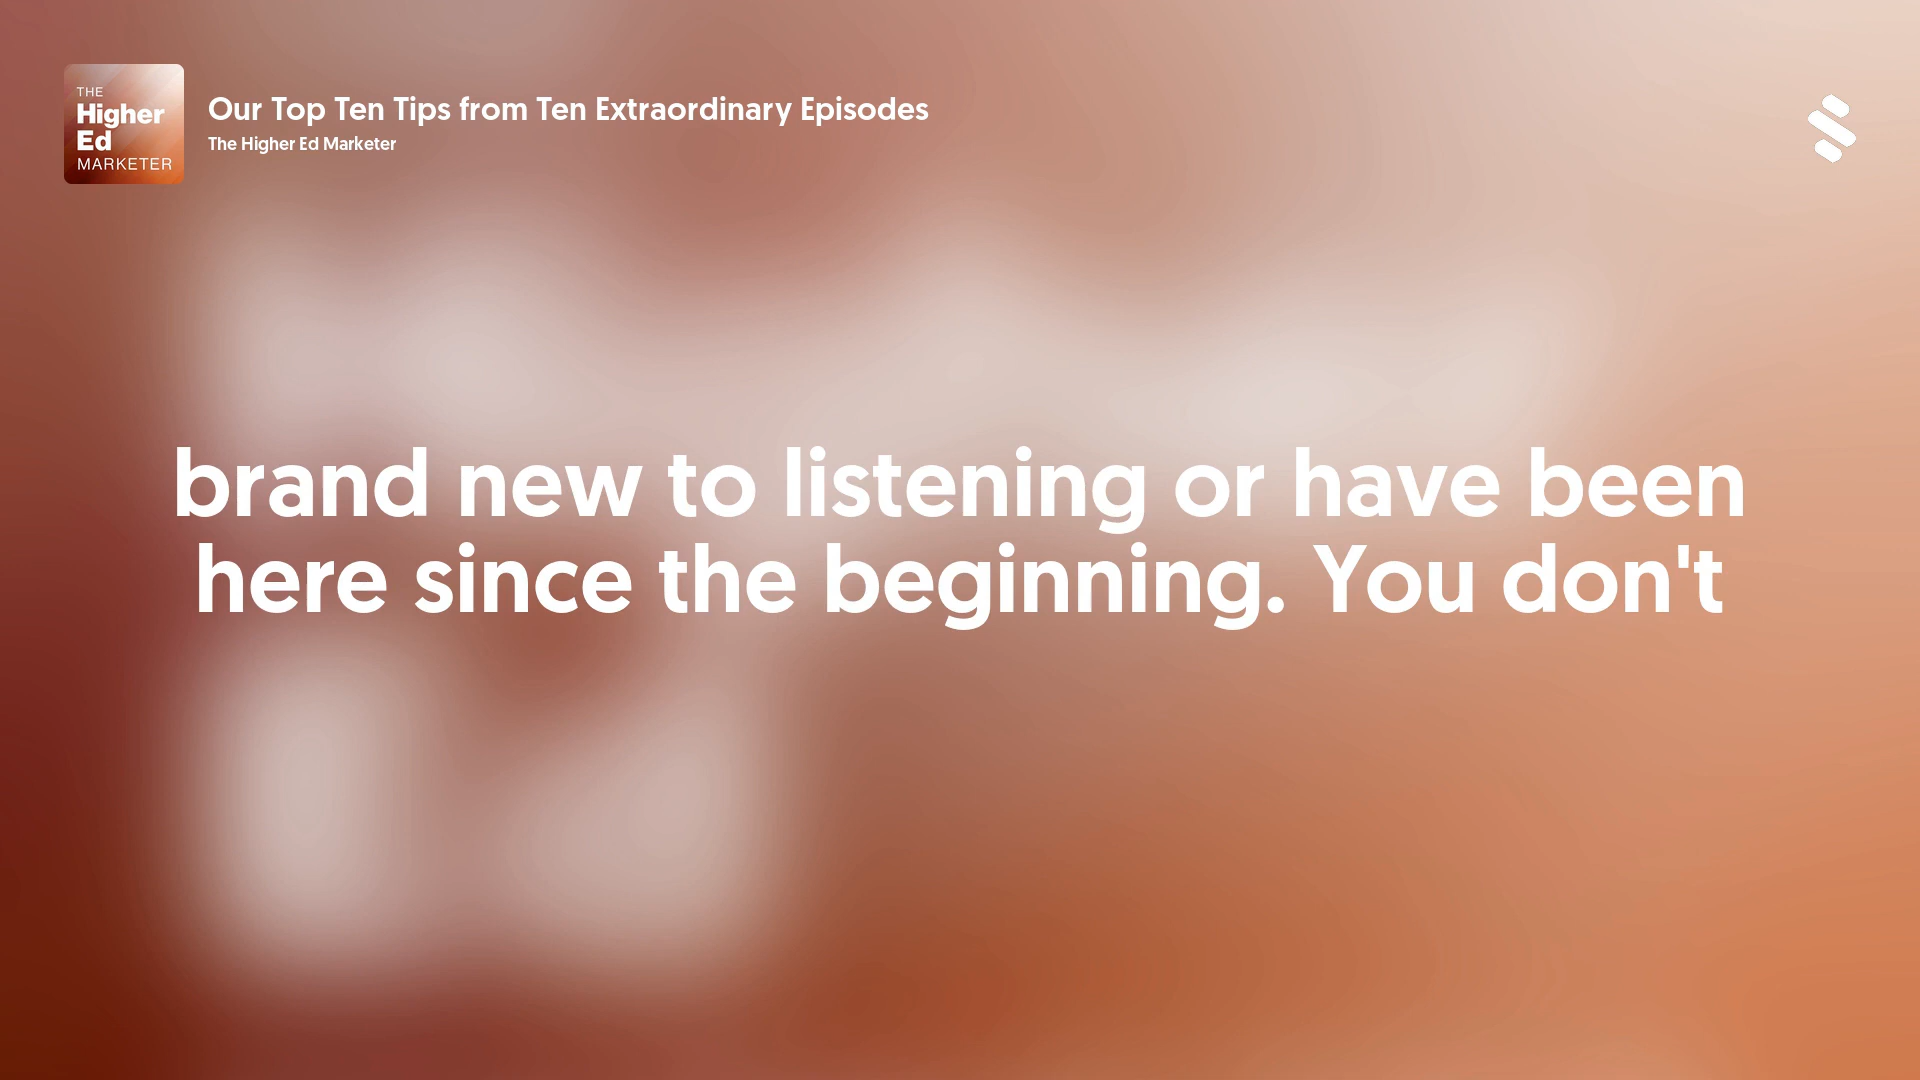 THE
Higher
Ed
MARKETER
Our Top Ten Tips from Ten Extraordinary Episodes
The Higher Ed Marketer
brand new to listening or have been
here since the beginning. You don't